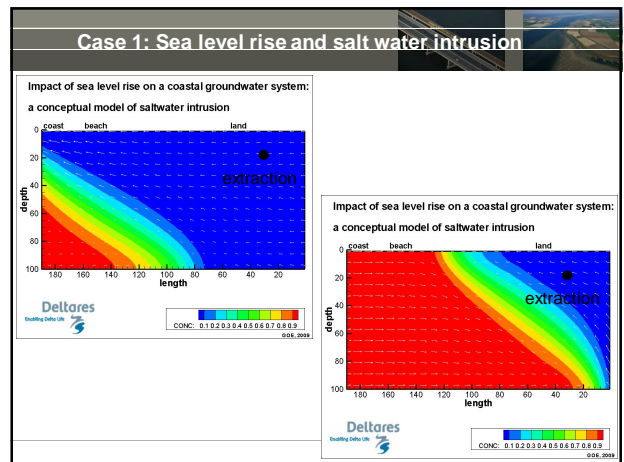 Case 1: Sea level rise and salt water intrusion
Impact of sea level rise on a coastal groundwater system:
a conceptual model of saltwater intrusion
coast beach land
0
20
40
60
80
100
depth
extraction
180 160 140 120 100 80 60 40 20
length
Deltares
Enabling Delta Life
CONC: 0.1 0.2 0.3 0.4 0.5 0.6 0.7 0.8 0.9
GOE, 2009
Impact of sea level rise on a coastal groundwater system:
a conceptual model of saltwater intrusion
coast beach land
0
20
40
60
80
100
depth
extraction
180 160 140 120 100 80 60 40 20
length
Deltares
Enabling Delta Life
CONC: 0.1 0.2 0.3 0.4 0.5 0.6 0.7 0.8 0.9
GOE, 2009